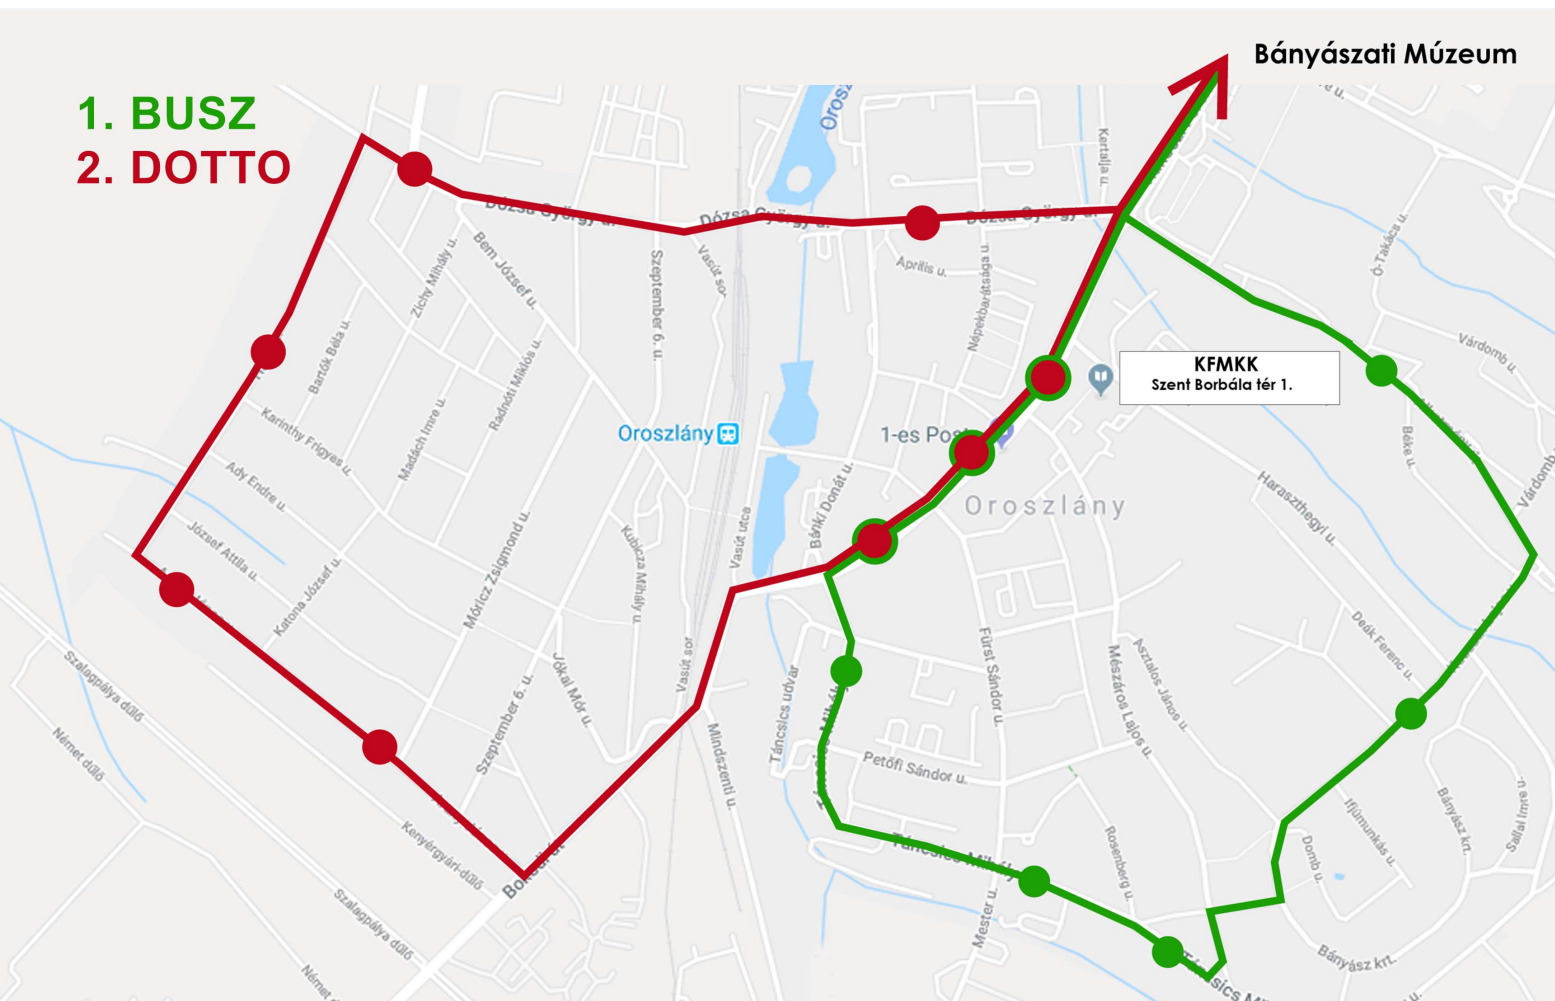 Bányászati Múzeum
1. BUSZ
2. DOTTO
Kertalja u.
Dózsa György u.
Dózsa György u.
Dózsa György u.
Ó-Takács u.
Zichy Mihály u.
Bem József u.
Szeptember 6. u.
Vasút sor
Április u.
Népekbarátsága u.
Bartók Béla u.
Radnóti Miklós u.
Várdomb u.
KFMKK
Szent Borbála tér 1.
Karinthy Frigyes u.
Madách Imre u.
Oroszlány
1-es Posta
Béke u.
Várdomb
Ady Endre u.
Bánki Donát u.
Oroszlány
Haraszthegyi u.
József Attila u.
Katona József u.
Móricz Zsigmond u.
Kubicza Mihály u.
Vasút utca
Szalagpálya dűlő
Német dűlő
Szeptember 6. u.
Jókai Mór u.
Vasút sor
Mindszenti u.
Táncsics udvar
Táncsics Mihály
Fürst Sándor u.
Mészáros Lajos u.
Asztalos János u.
Deák Ferenc u.
Petőfi Sándor u.
Ifjúmunkás u.
Bányász krt.
Sallai Imre u.
Kenyérgyári-dűlő
Táncsics Mihály
Rosenberg u.
Domb u.
Mester u.
Szalagpálya dűlő
Bányász krt.
Német
Táncsics